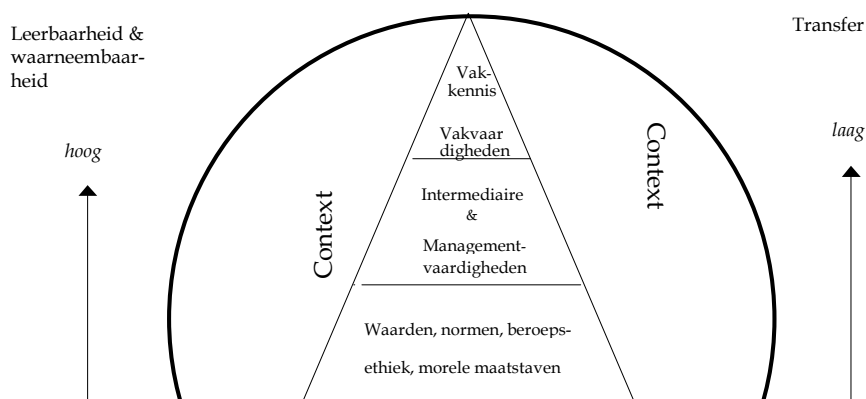 Leerbaarheid &
waarneembaar-
heid
hoog
Transfer
laag
Context
Context
Vak-
kennis
Vakvaar
digheden
Intermediaire
&
Management-
vaardigheden
Waarden, normen, beroeps-
ethiek, morele maatstaven